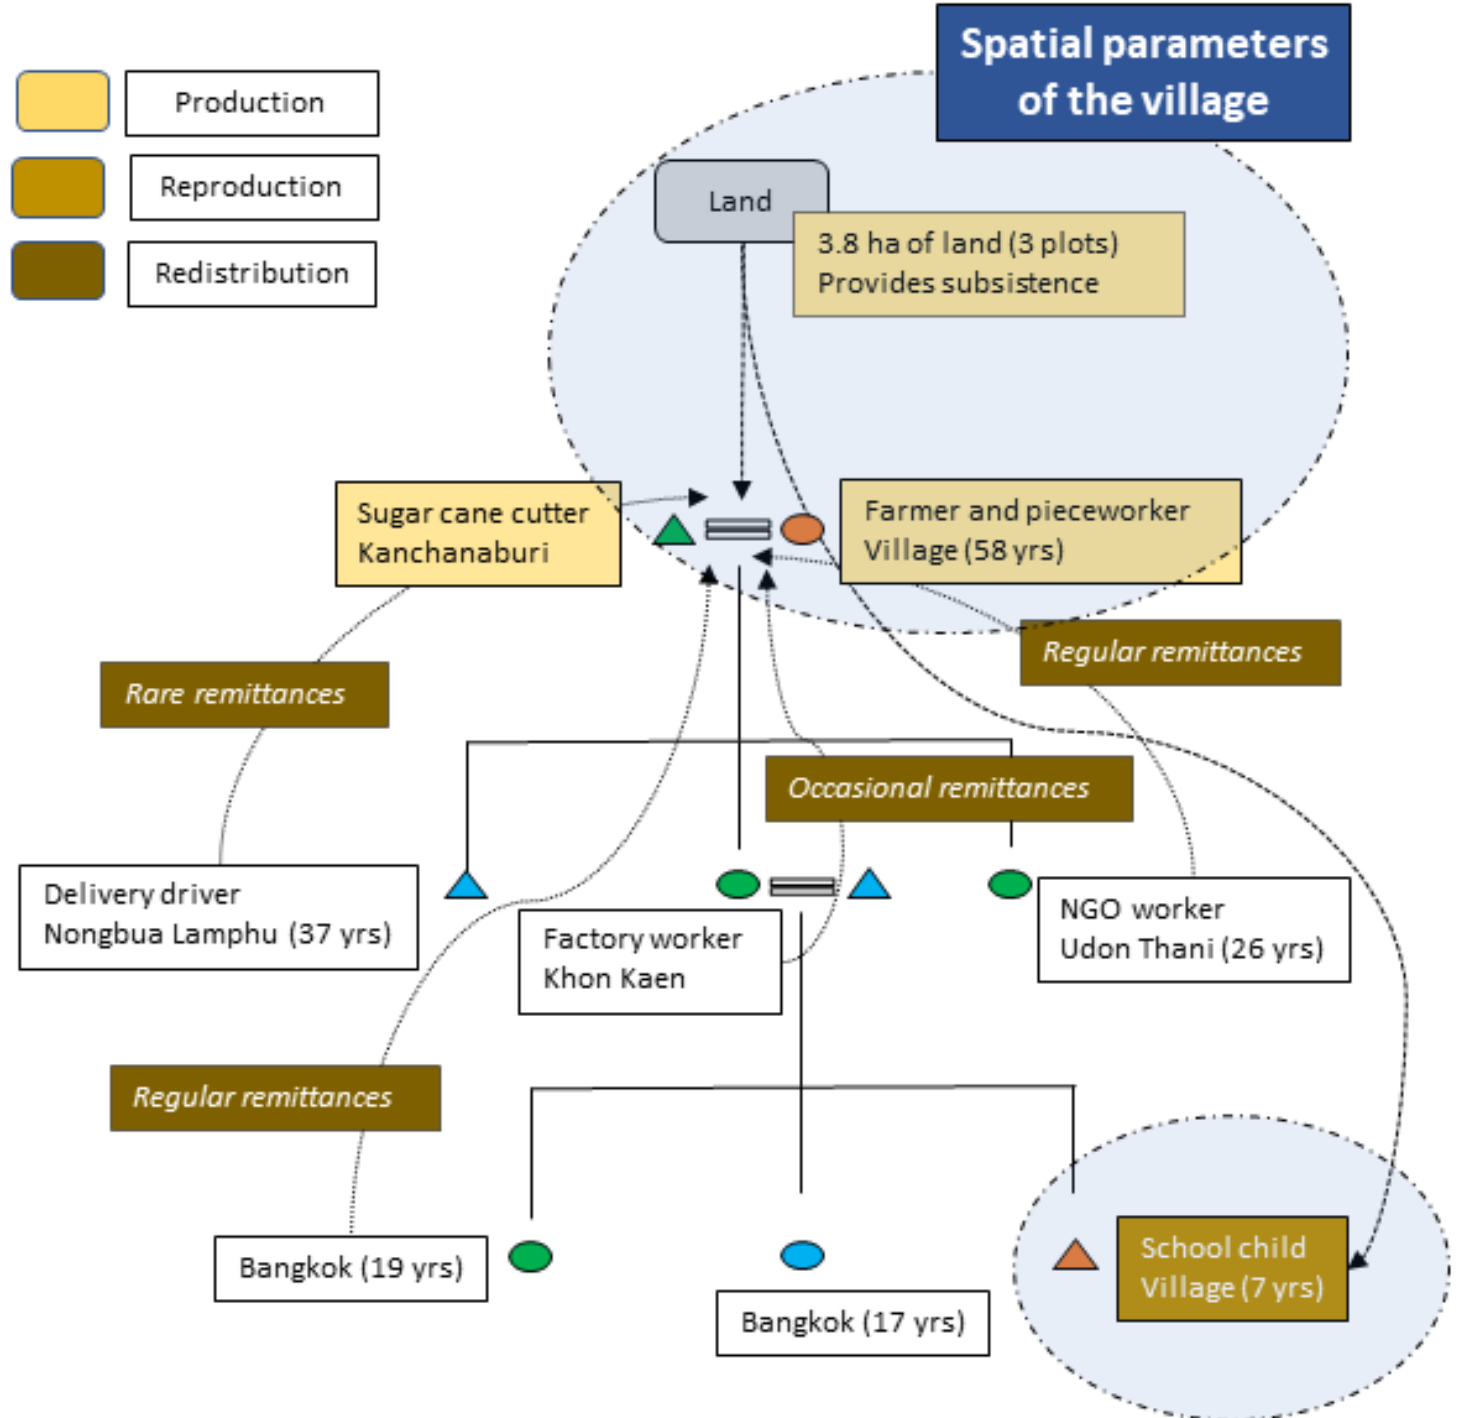 Spatial parameters
of the village
Production
Reproduction
Redistribution
Land
3.8 ha of land (3 plots)
Provides subsistence
Sugar cane cutter
Kanchanaburi
Farmer and pieceworker
Village (58 yrs)
Regular remittances
Rare remittances
Occasional remittances
Delivery driver
Nongbua Lamphu (37 yrs)
Factory worker
Khon Kaen
NGO worker
Udon Thani (26 yrs)
Regular remittances
Bangkok (19 yrs)
School child
Village (7 yrs)
Bangkok (17 yrs)